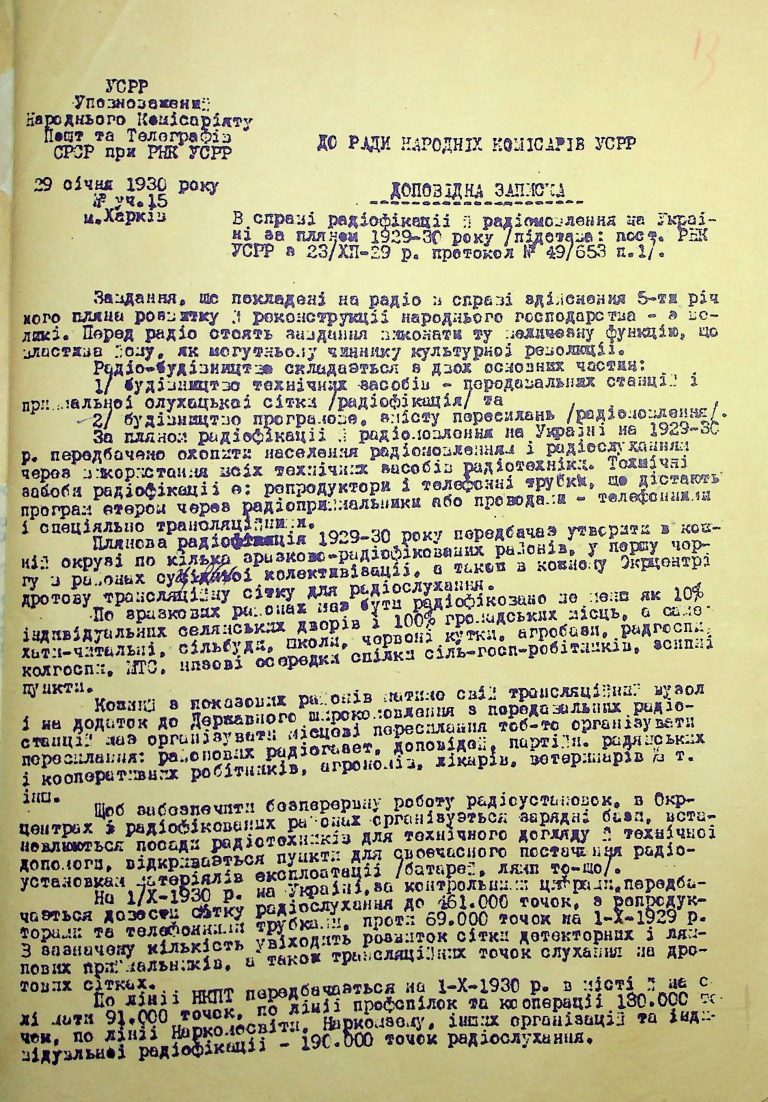 13
УСРР
Уповноважений
Народнього Комісаріяту
Пошт та Телеграфів
СРСР при РНК УСРР
ДО РАДИ НАРОДНІХ КОМІСАРІВ УСРР
29 січня 1930 року
№ уч.15
м.Харків
ДОПОВІДНА ЗАПИСКА
В справі радіофікації й радіомовлення на Украї-
ні за пляном 1929-30 року /підстава: пост. РНК
УСРР з 23/ХП-29 р. протокол № 49/653 п.1/.
Завдання, що покладені на радіо в справі здійснення 5-ти річ
ного пляна розвитку й реконструкції народнього господарства - є ве-
ликі. Перед радіо стоять завдання виконати ту величезну функцію, що
властива йому, як могутньому чиннику культурної революції.
Радіо-будівництво складається з двох основних частин:
1/ будівництво технічних засобів - передавальних станцій і
приймальної слухацької сітки /радіофікація/ та
2/ будівництво програмове, змісту пересилань /радіомовлення/.
За пляном радіофікації й радіомовлення на Україні на 1929-30
р. передбачено охопити населення радіомовленням і радіослуханням
через використання всіх технічних засобів радіотехніки. Технічні
засоби радіофікації є: репродуктори і телефонні трубки, що дістають
програм етером через радіоприймальники або проводами - телефонними
і спеціяльно трансляційними.
Плянова радіофікація 1929-30 року передбачає утворити в кож-
ній окрузі по кілька зразково-радіофікованих районів, у першу чер-
гу в районах суцільної колективізації, а також в кожному Окрцентрі
дротову трансляційну сітку для радіослухання.
По зразкових районах має бути радіофіковано не менш як 10%
індивідуальних селянських дворів і 100% громадських місць, а саме:
хати-читальні, сільбуди, школи, червоні кутки, агробази, радгоспи,
колгоспи, МТС, низові осередки спілки сіль-госп-робітників, зсипні
пункти.
Кожний з показових районів матиме свій трансляційний вузол
і на додаток до Державного широкомовлення з передавальних радіо-
станцій має організувати місцеві пересилання тоб-то організувати
пересилання: районових радіогазет, доповідей, партійн. радянських
і кооперативних робітників, агрономів, лікарів, ветеринарів й т.
інш.
Щоб забезпечити безперервну роботу радіоустановок, в Окр-
центрах і радіофікованих районах організується зарядні бази, вста-
новлюються посади радіотехників для технічного догляду й технічної
допомоги, відкривається пункти для своєчасного постачання радіо-
установкам матеріялів експлоатації /батарей, лямп то-що/.
На 1/Х-1930 р. на Україні, за контрольними цифрами, передба-
чається довести сітку радіослухання до 461.000 точок, з репродук-
торами та телефонними трубками, проти 69.000 точок на 1-Х-1929 р.
З зазначену кількість увіходить розвиток сітки детекторних і лям-
пових приймальників, а також трансляційних точок слухання на дро-
тових сітках.
По лінії НКПТ передбачається на 1-Х-1930 р. в місті й на се
лі мати 91.000 точок, по лінії профспілок та кооперації 180.000 то
чок, по лінії Наркомосвіти, Наркомзему, інших організації та інди-
відуальної радіофікації - 190.000 точок радіослухання.